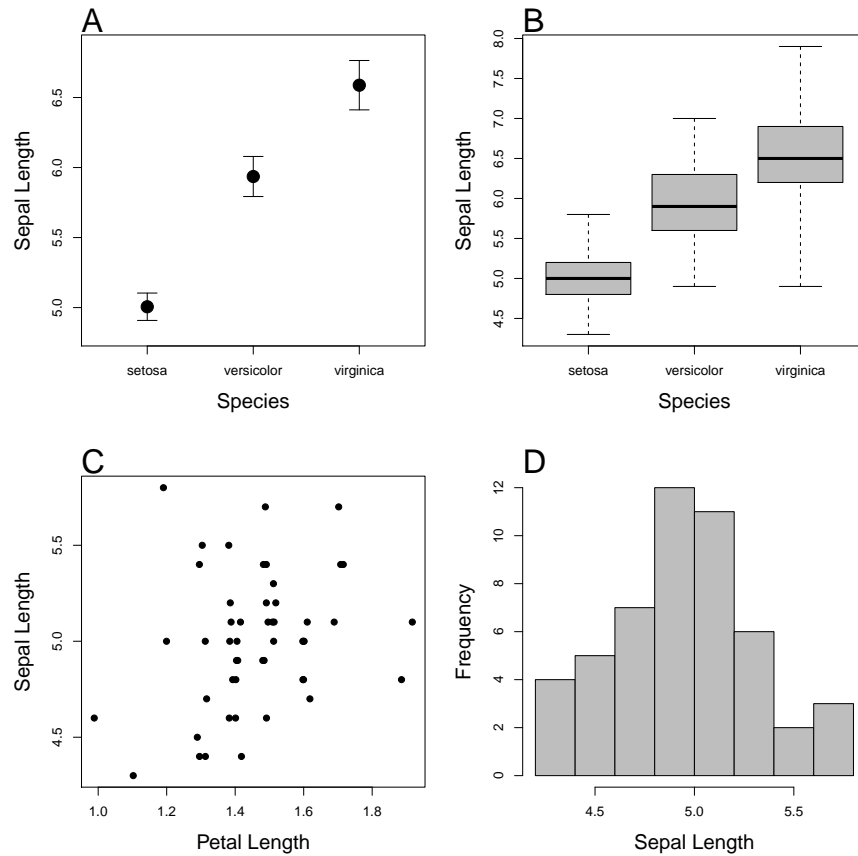 A
Sepal Length
6.5
6.0
5.5
5.0
setosa versicolor virginica
Species
B
Sepal Length
8.0
7.5
7.0
6.5
6.0
5.5
5.0
4.5
setosa versicolor virginica
Species
C
Sepal Length
5.5
5.0
4.5
1.0 1.2 1.4 1.6 1.8
Petal Length
D
Frequency
12
10
8
6
4
2
0
4.5 5.0 5.5
Sepal Length